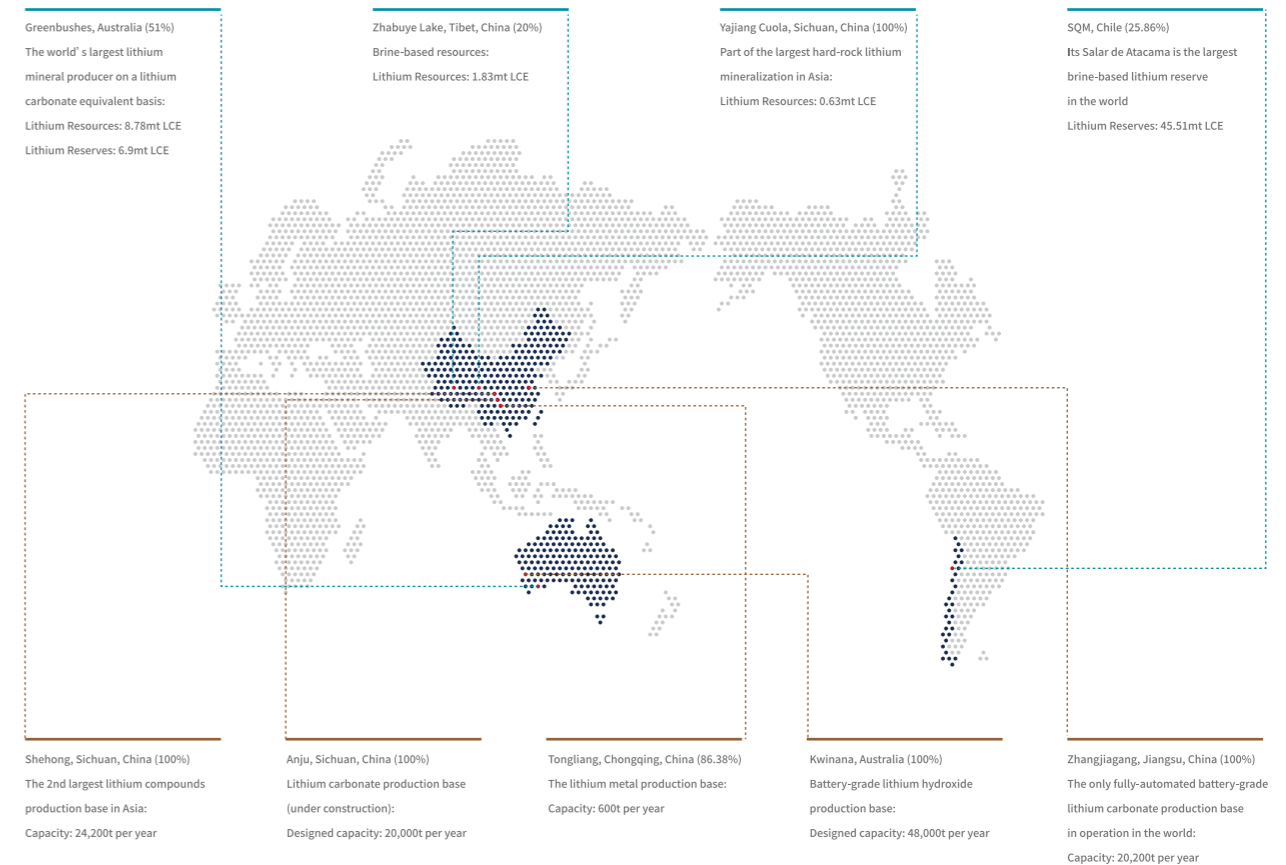 Greenbushes, Australia (51%)
The world's largest lithium
mineral producer on a lithium
carbonate equivalent basis:
Lithium Resources: 8.78mt LCE
Lithium Reserves: 6.9mt LCE
Zhabuye Lake, Tibet, China (20%)
Brine-based resources:
Lithium Resources: 1.83mt LCE
Yajiang Cuola, Sichuan, China (100%)
Part of the largest hard-rock lithium
mineralization in Asia:
Lithium Resources: 0.63mt LCE
SQM, Chile (25.86%)
Its Salar de Atacama is the largest
brine-based lithium reserve
in the world
Lithium Reserves: 45.51mt LCE
Shehong, Sichuan, China (100%)
The 2nd largest lithium compounds
production base in Asia:
Capacity: 24,200t per year
Anju, Sichuan, China (100%)
Lithium carbonate production base
(under construction):
Designed capacity: 20,000t per year
Tongliang, Chongqing, China (86.38%)
The lithium metal production base:
Capacity: 600t per year
Kwinana, Australia (100%)
Battery-grade lithium hydroxide
production base:
Designed capacity: 48,000t per year
Zhangjiagang, Jiangsu, China (100%)
The only fully-automated battery-grade
lithium carbonate production base
in operation in the world:
Capacity: 20,200t per year